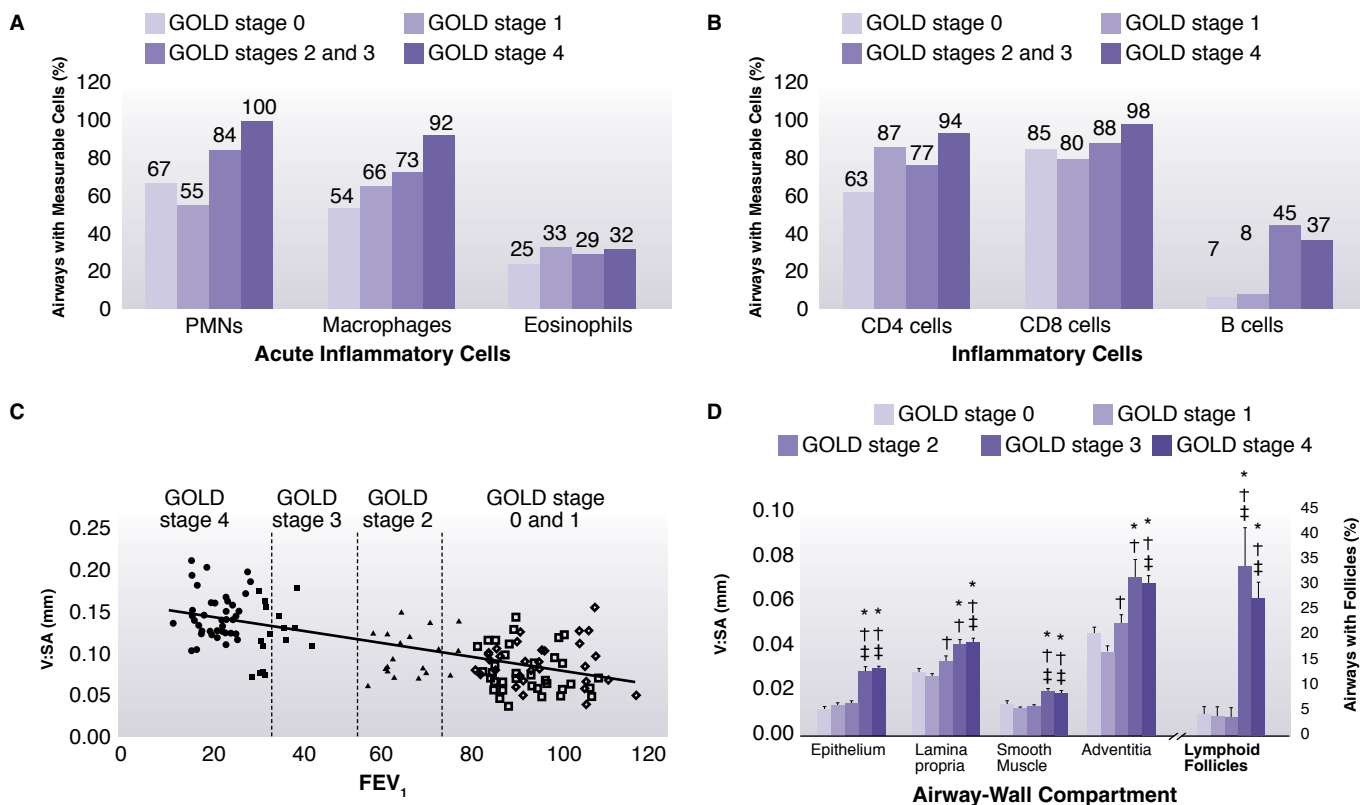 A
GOLD stage 0 GOLD stage 1
GOLD stages 2 and 3 GOLD stage 4
Airways with Measurable Cells (%)
120
100
80
60
40
20
0
67 55 84 100
54 66 73 92
25 33 29 32
PMNs Macrophages Eosinophils
Acute Inflammatory Cells
B
GOLD stage 0 GOLD stage 1
GOLD stages 2 and 3 GOLD stage 4
Airways with Measurable Cells (%)
120
100
80
60
40
20
0
63 87 77 94
85 80 88 98
7 8 45 37
CD4 cells CD8 cells B cells
Inflammatory Cells
C
GOLD stage 4
GOLD stage 3
GOLD stage 2
GOLD stage 0 and 1
V:SA (mm)
0.25
0.20
0.15
0.10
0.05
0.00
0 20 40 60 80 100 120
FEV1
D
GOLD stage 0 GOLD stage 1
GOLD stage 2 GOLD stage 3 GOLD stage 4
V:SA (mm)
0.10
0.08
0.06
0.04
0.02
0.00
* † ‡ * † ‡
† * † * † ‡
* † ‡ * † ‡
† * † * † ‡
* † ‡ * † ‡
45
40
35
30
25
20
15
10
5
0
Airways with Follicles (%)
Epithelium
Lamina propria
Smooth Muscle
Adventitia
Lymphoid Follicles
Airway-Wall Compartment